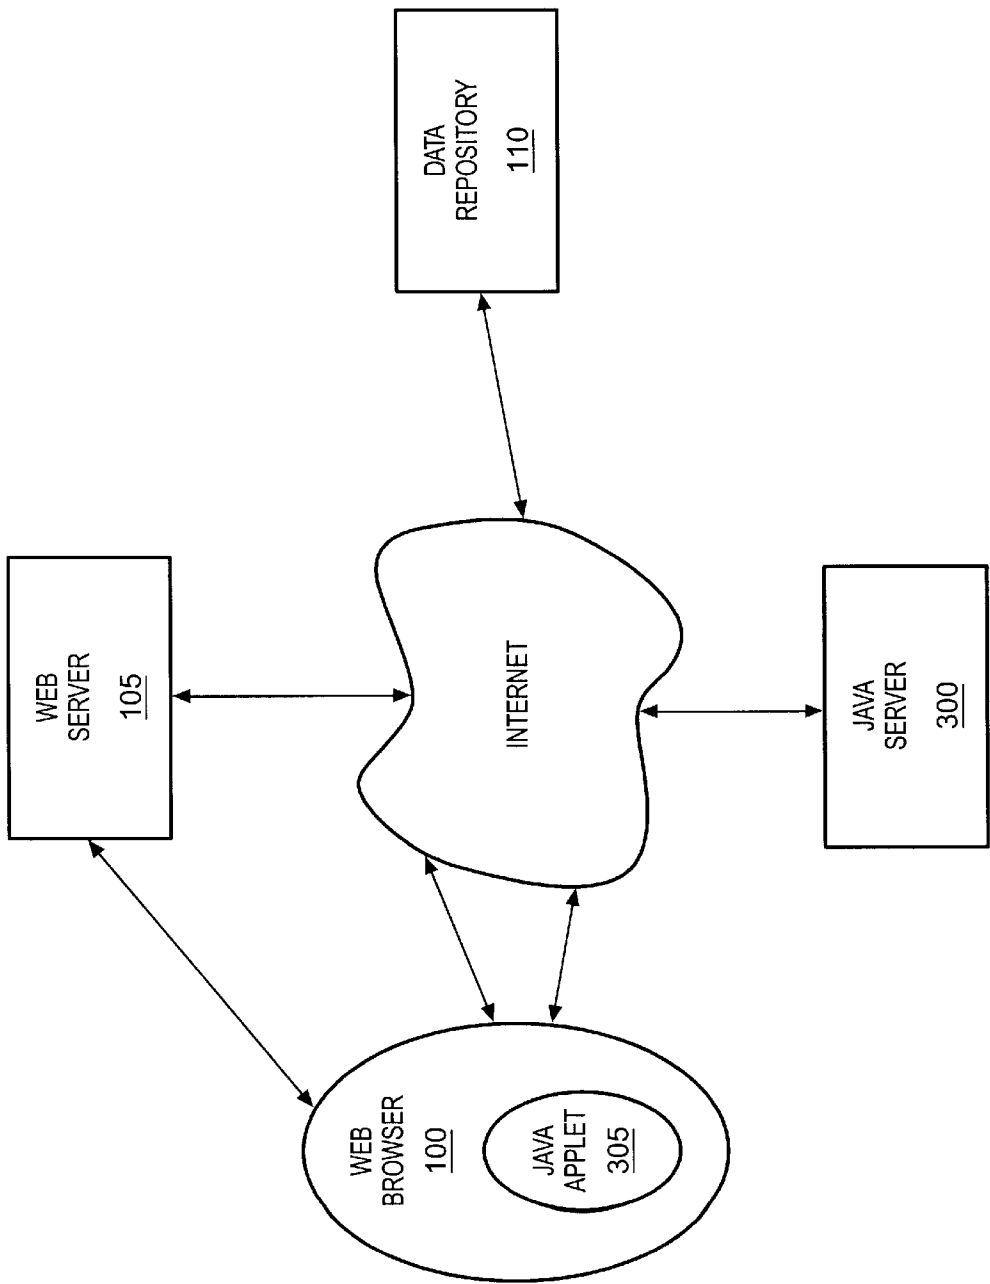 WEB
SERVER
105
WEB
BROWSER
100
JAVA
APPLET
305
INTERNET
DATA
REPOSITORY
110
JAVA
SERVER
300